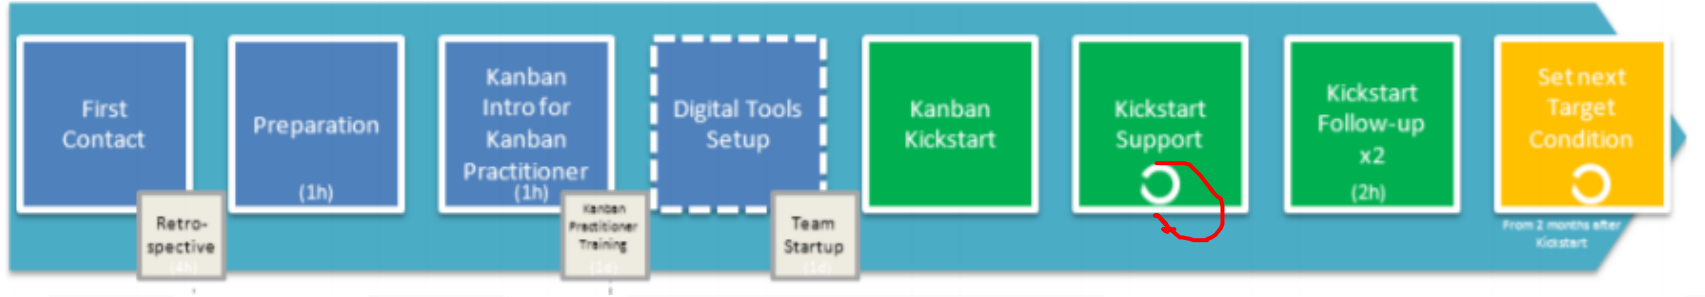 First
Contact
Retro-
spective
Preparation
(1h)
Kanban
Intro for
Kanban
Practitioner
(1h)
Kanban
Practitioner
Training
(1d)
Digital Tools
Setup
Team
Startup
(1d)
Kanban
Kickstart
Kickstart
Support
Kickstart
Follow-up
x2
(2h)
Set next
Target
Condition
From 2 months after
Kickstart